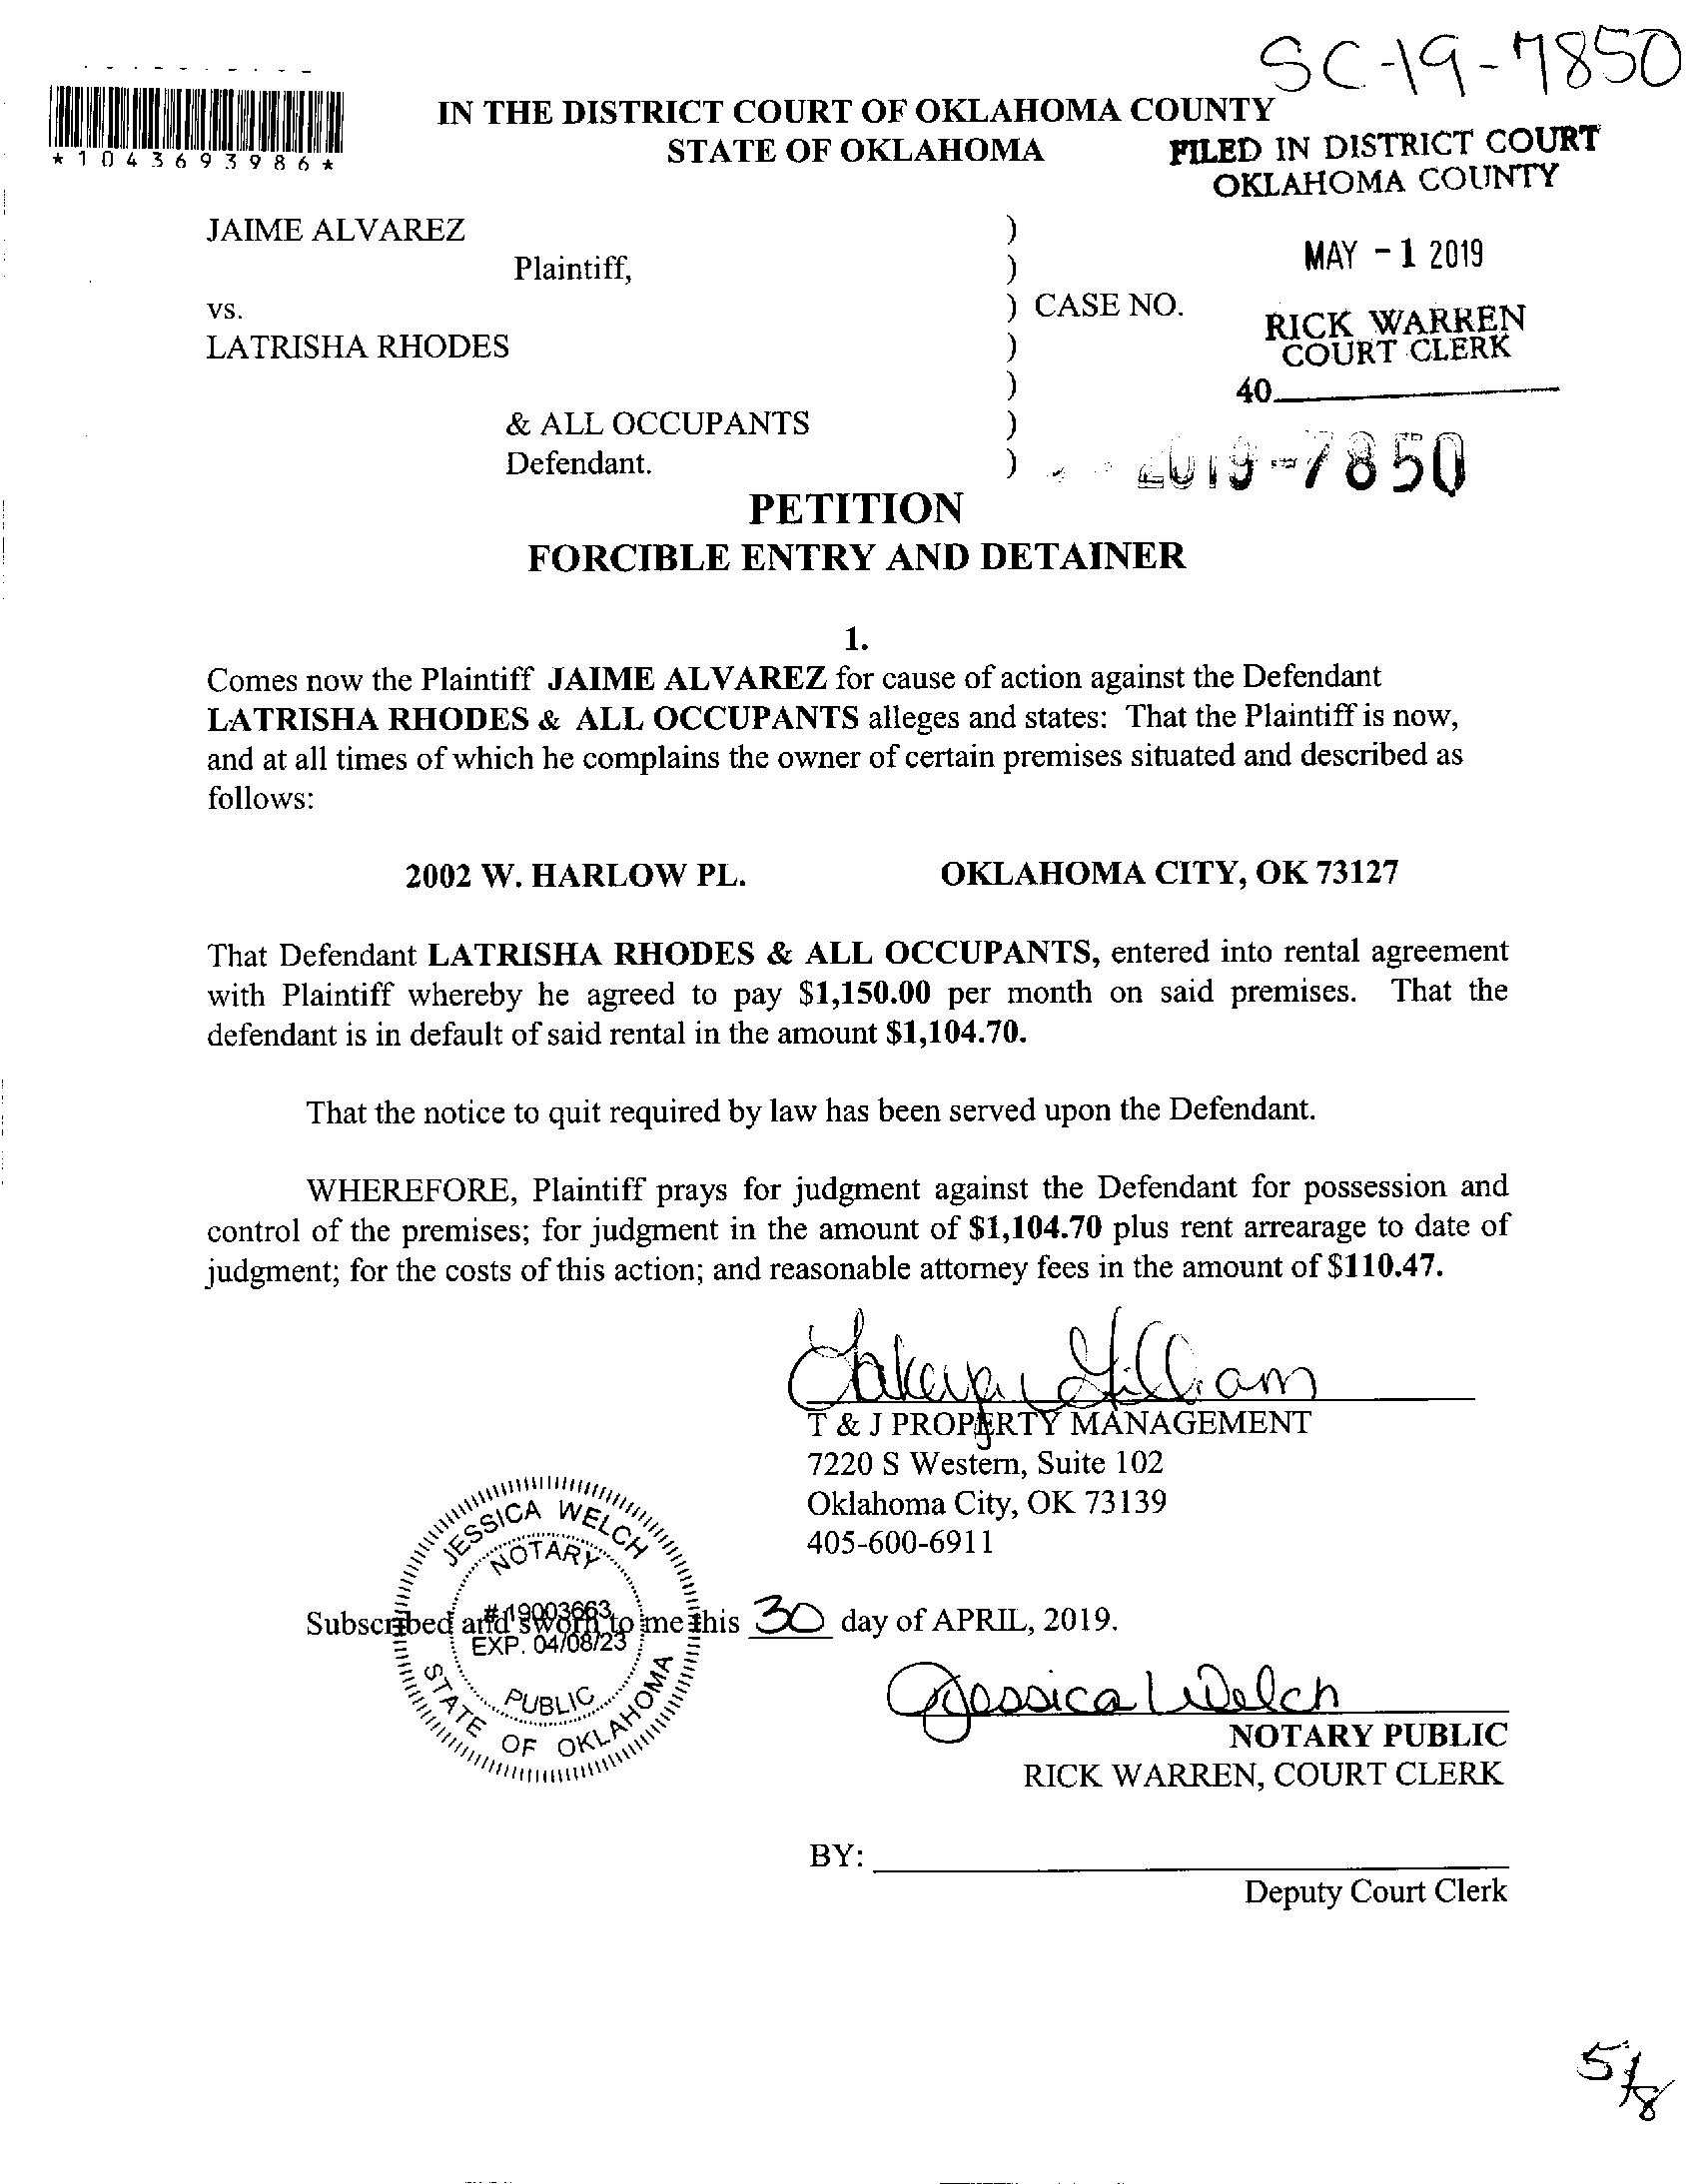 SC-19-7850
*1043693986*
IN THE DISTRICT COURT OF OKLAHOMA COUNTY
STATE OF OKLAHOMA
FILED IN DISTRICT COURT
OKLAHOMA COUNTY
JAIME ALVAREZ )
Plaintiff, )
MAY - 1 2019
vs. ) CASE NO.
RICK WARREN
COURT CLERK
LATRISHA RHODES )
)
40
& ALL OCCUPANTS )
Defendant. )
2019-7850
PETITION
FORCIBLE ENTRY AND DETAINER
1.
Comes now the Plaintiff JAIME ALVAREZ for cause of action against the Defendant
LATRISHA RHODES & ALL OCCUPANTS alleges and states: That the Plaintiff is now,
and at all times of which he complains the owner of certain premises situated and described as
follows:
2002 W. HARLOW PL. OKLAHOMA CITY, OK 73127
That Defendant LATRISHA RHODES & ALL OCCUPANTS, entered into rental agreement
with Plaintiff whereby he agreed to pay $1,150.00 per month on said premises. That the
defendant is in default of said rental in the amount $1,104.70.
That the notice to quit required by law has been served upon the Defendant.
WHEREFORE, Plaintiff prays for judgment against the Defendant for possession and
control of the premises; for judgment in the amount of $1,104.70 plus rent arrearage to date of
judgment; for the costs of this action; and reasonable attorney fees in the amount of $110.47.
Lakeya Gilliam
T & J PROPERTY MANAGEMENT
7220 S Western, Suite 102
Oklahoma City, OK 73139
405-600-6911
JESSICA WELCH
NOTARY
#19003663
EXP. 04/08/23
PUBLIC
STATE OF OKLAHOMA
Subscribed and sworn to me this 30 day of APRIL, 2019.
Jessica Welch
NOTARY PUBLIC
RICK WARREN, COURT CLERK
BY:
Deputy Court Clerk
5/8